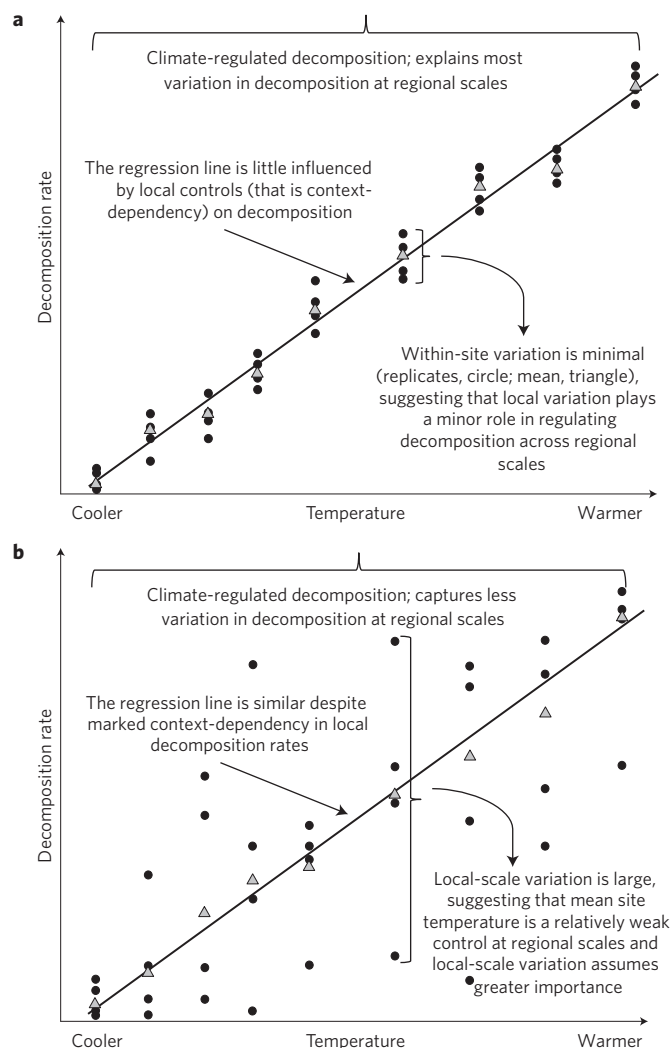 a
Climate-regulated decomposition; explains most
variation in decomposition at regional scales
The regression line is little influenced
by local controls (that is context-
dependency) on decomposition
Decomposition rate
Within-site variation is minimal
(replicates, circle; mean, triangle),
suggesting that local variation plays
a minor role in regulating
decomposition across regional
scales
Cooler Temperature Warmer
b
Climate-regulated decomposition; captures less
variation in decomposition at regional scales
The regression line is similar despite
marked context-dependency in local
decomposition rates
Decomposition rate
Local-scale variation is large,
suggesting that mean site
temperature is a relatively weak
control at regional scales and
local-scale variation assumes
greater importance
Cooler Temperature Warmer